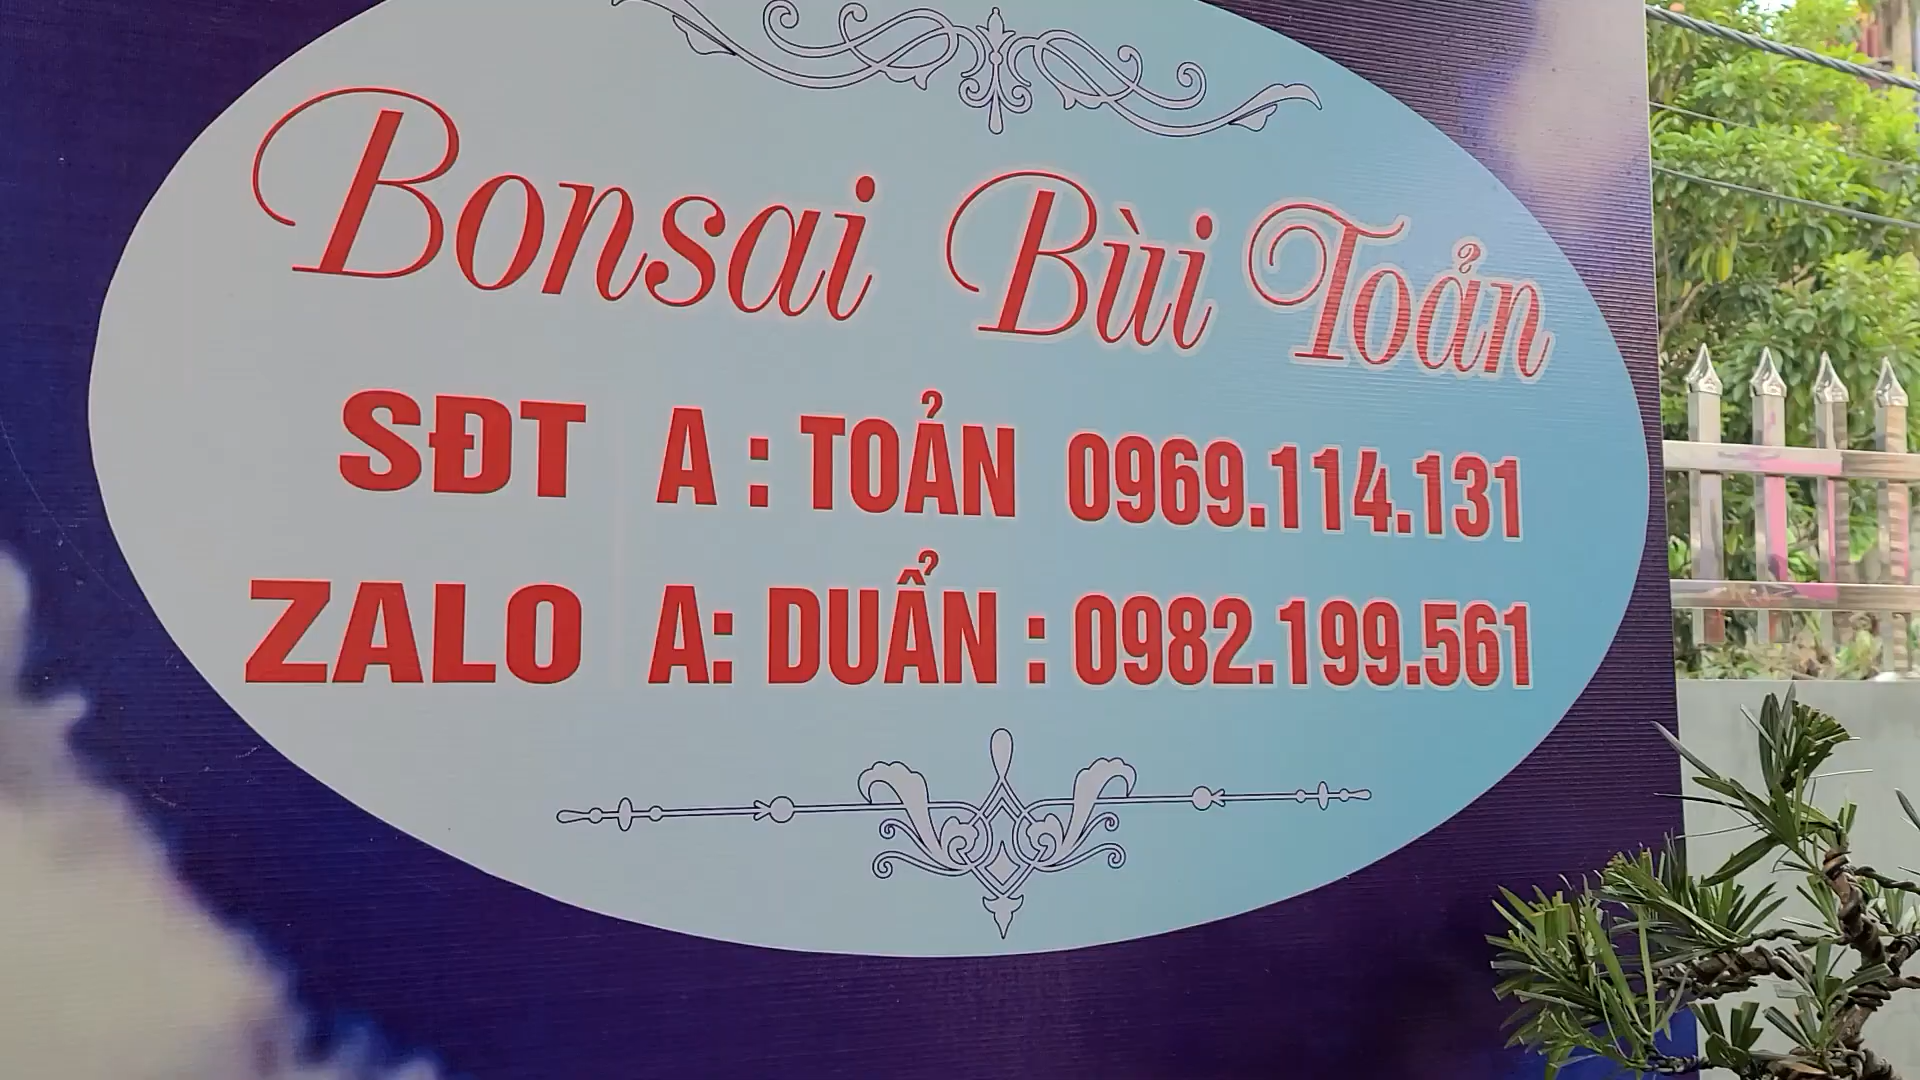 Bonsai Bùi Toản
SĐT A : TOẢN 0969.114.131
ZALO A: DUẨN : 0982.199.561